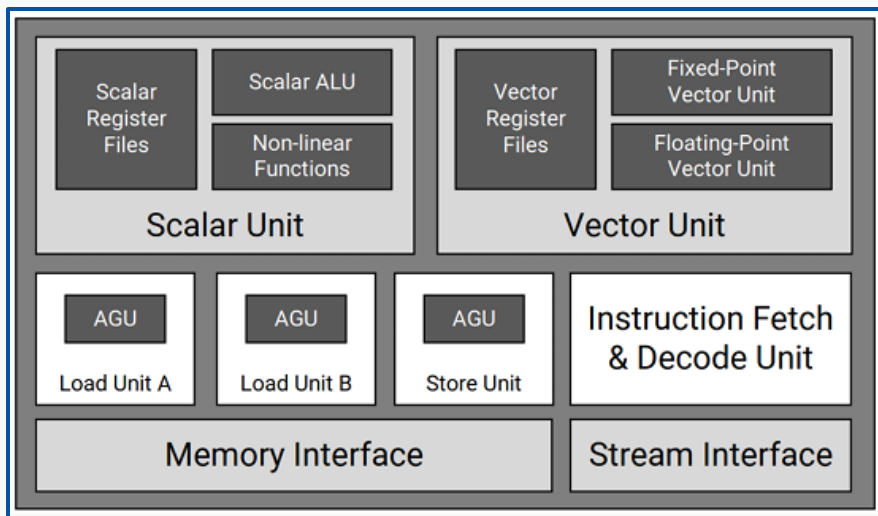 Scalar
Register
Files
Scalar ALU
Non-linear
Functions
Scalar Unit
Vector
Register
Files
Fixed-Point
Vector Unit
Floating-Point
Vector Unit
Vector Unit
AGU
Load Unit A
AGU
Load Unit B
AGU
Store Unit
Instruction Fetch
& Decode Unit
Memory Interface
Stream Interface